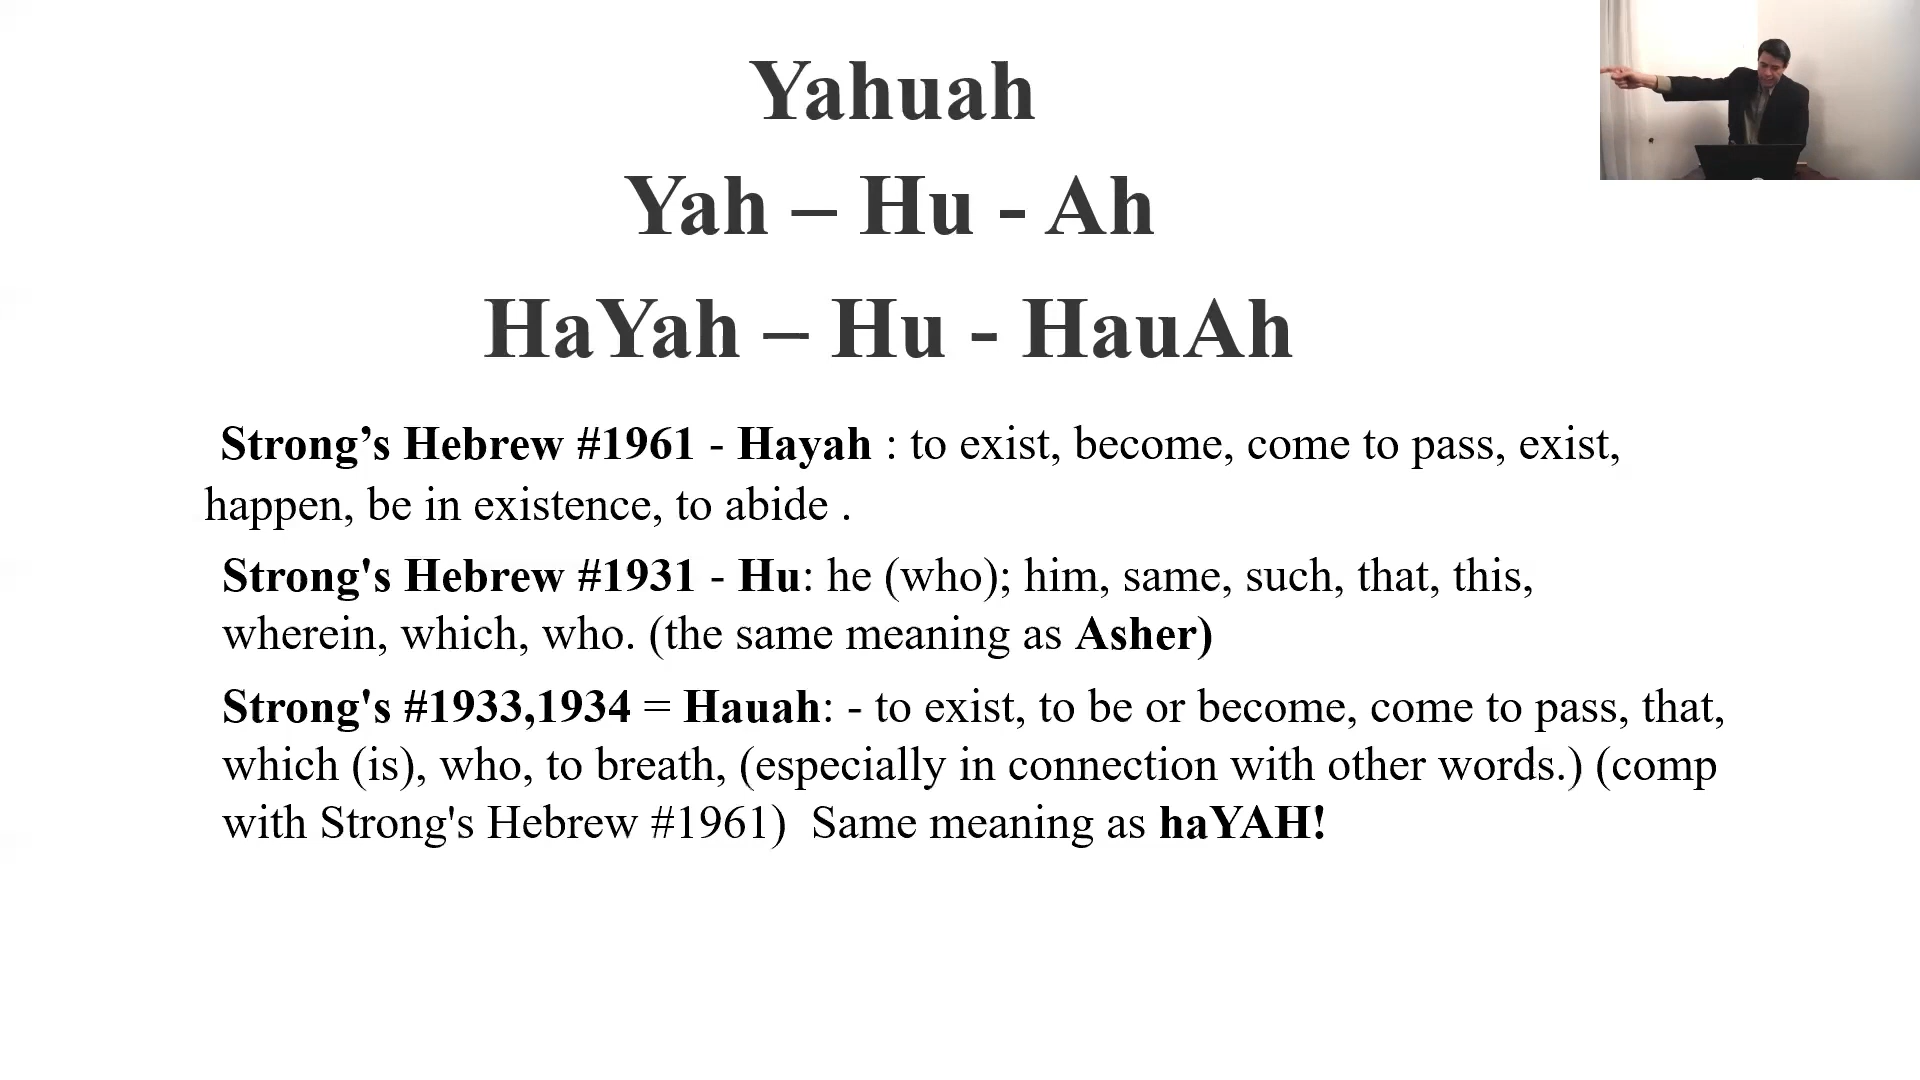 Yahuah
Yah – Hu - Ah
HaYah – Hu - HauAh
Strong’s Hebrew #1961 - Hayah : to exist, become, come to pass, exist,
happen, be in existence, to abide .
Strong's Hebrew #1931 - Hu: he (who); him, same, such, that, this,
wherein, which, who. (the same meaning as Asher)
Strong's #1933,1934 = Hauah: - to exist, to be or become, come to pass, that,
which (is), who, to breath, (especially in connection with other words.) (comp
with Strong's Hebrew #1961)  Same meaning as haYAH!